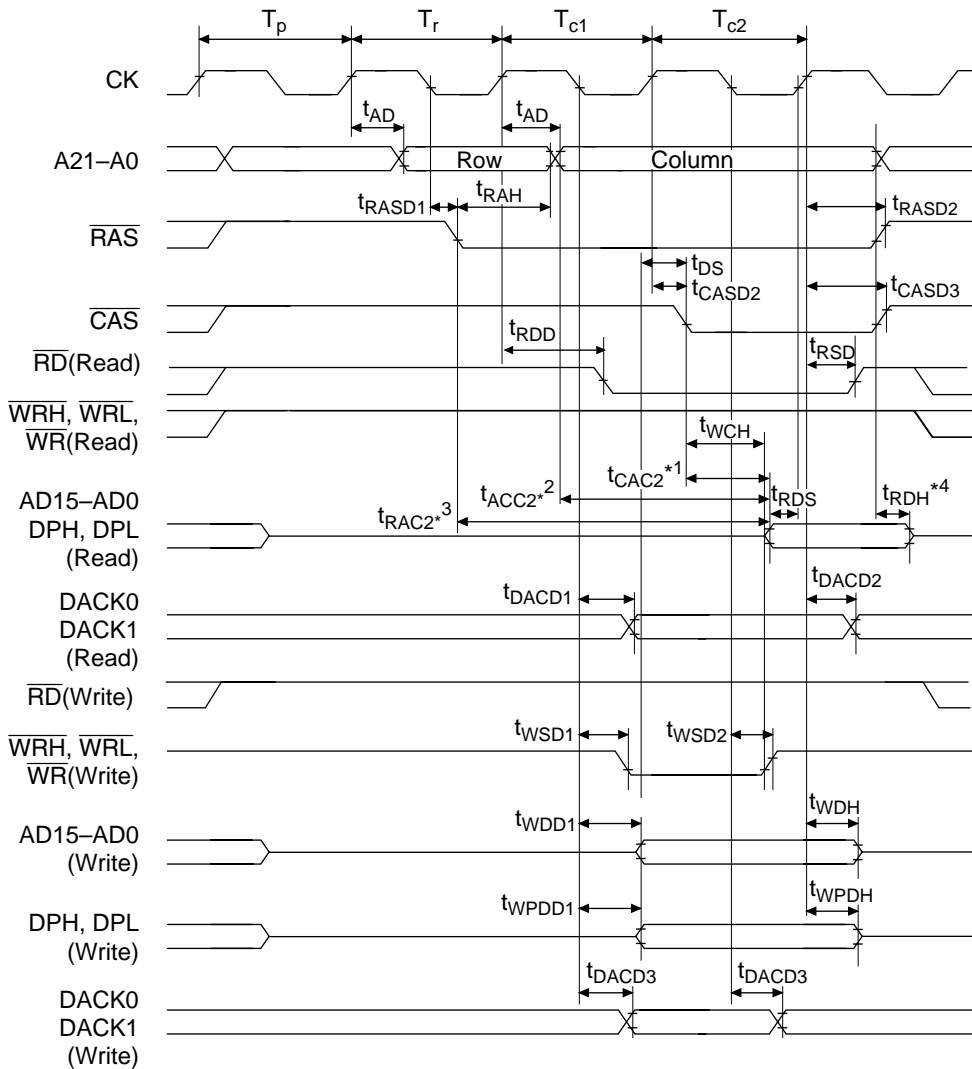 Tp Tr Tc1 Tc2
CK
tAD tAD
A21–A0 Row Column
tRASD1 tRAH tRASD2
RAS
tDS
tCASD2 tCASD3
CAS
tRDD tRSD
RD(Read)
WRH, WRL,
WR(Read)
tWCH
tCAC2*1
AD15–AD0 tACC2*2 tRDS tRDH*4
DPH, DPL tRAC2*3
(Read)
tDACD1 tDACD2
DACK0
DACK1
(Read)
RD(Write)
WRH, WRL, tWSD1 tWSD2
WR(Write)
tWDD1 tWDH
AD15–AD0
(Write)
tWPDD1 tWPDH
DPH, DPL
(Write)
tDACD3 tDACD3
DACK0
DACK1
(Write)